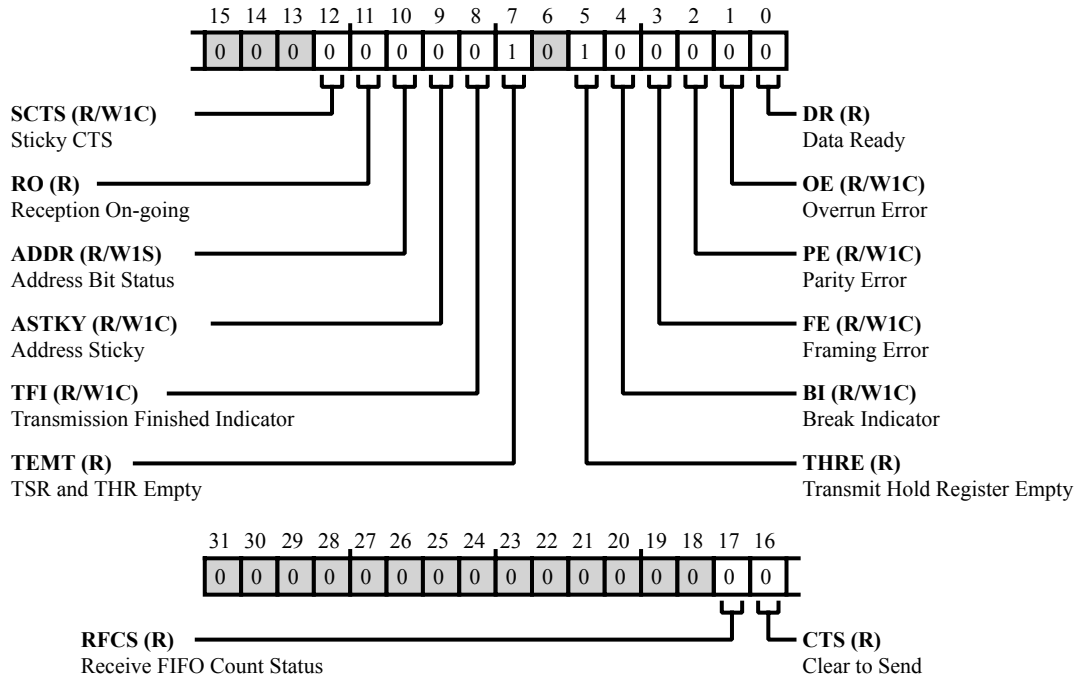 15 14 13 12 11 10 9 8 7 6 5 4 3 2 1 0
0 0 0 0 0 0 0 0 1 0 1 0 0 0 0 0
SCTS (R/W1C)
Sticky CTS
DR (R)
Data Ready
RO (R)
Reception On-going
OE (R/W1C)
Overrun Error
ADDR (R/W1S)
Address Bit Status
PE (R/W1C)
Parity Error
ASTKY (R/W1C)
Address Sticky
FE (R/W1C)
Framing Error
TFI (R/W1C)
Transmission Finished Indicator
BI (R/W1C)
Break Indicator
TEMT (R)
TSR and THR Empty
THRE (R)
Transmit Hold Register Empty
31 30 29 28 27 26 25 24 23 22 21 20 19 18 17 16
0 0 0 0 0 0 0 0 0 0 0 0 0 0 0 0
RFCS (R)
Receive FIFO Count Status
CTS (R)
Clear to Send